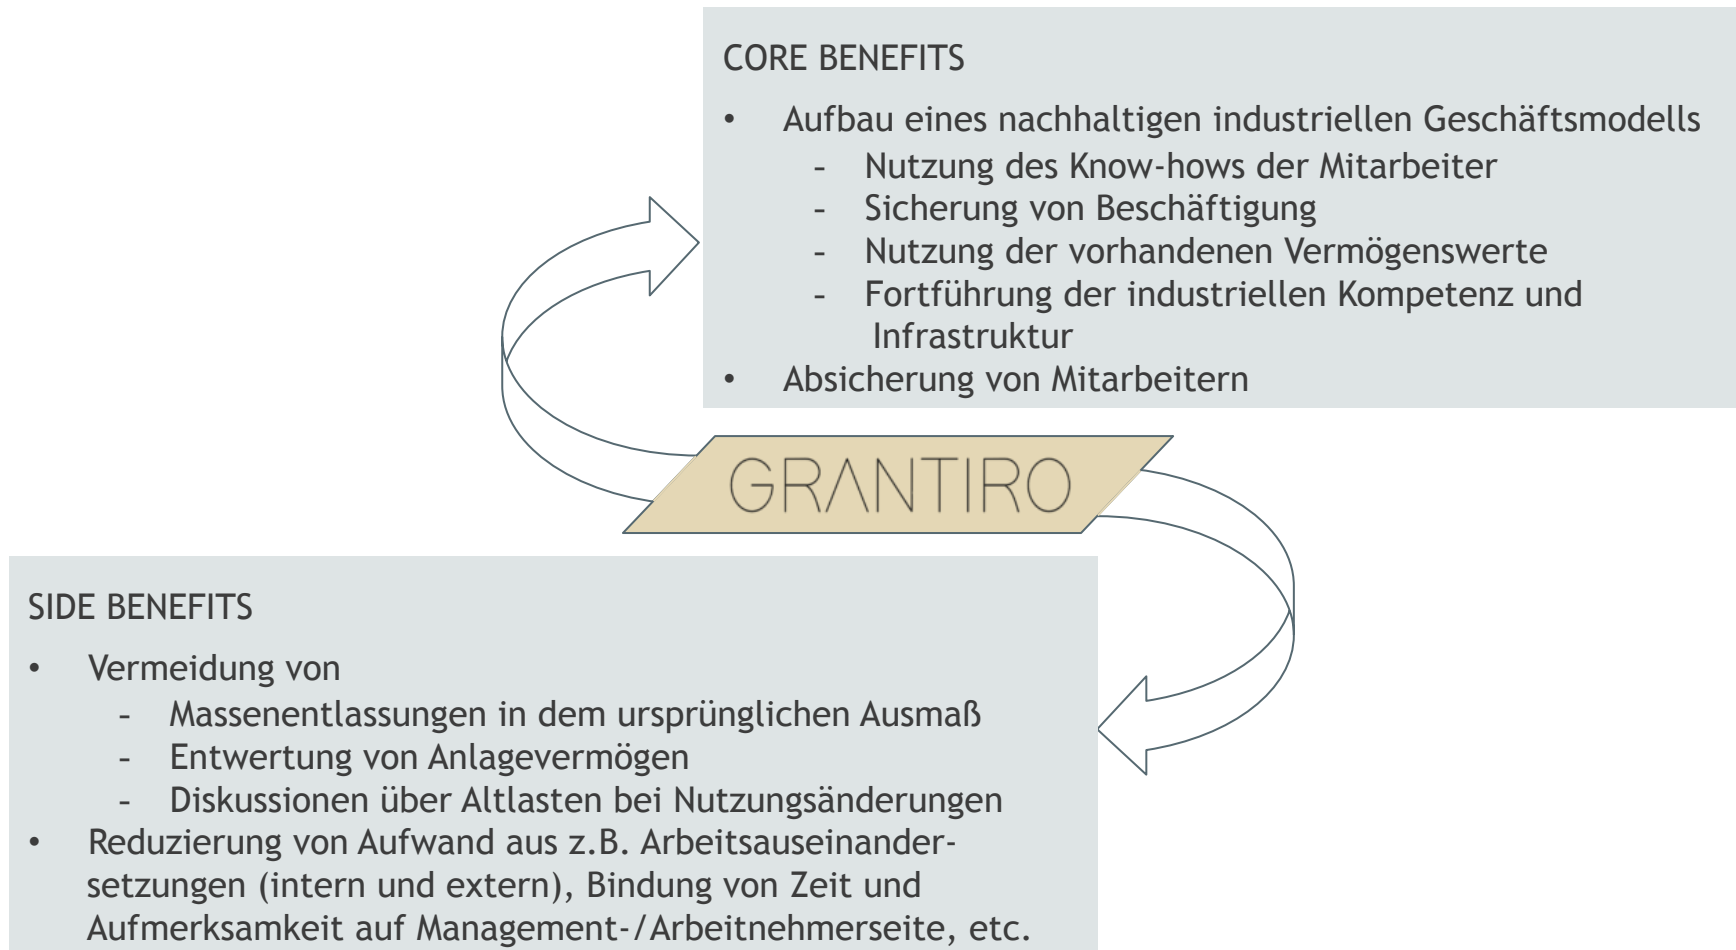 CORE BENEFITS
• Aufbau eines nachhaltigen industriellen Geschäftsmodells
- Nutzung des Know-hows der Mitarbeiter
- Sicherung von Beschäftigung
- Nutzung der vorhandenen Vermögenswerte
- Fortführung der industriellen Kompetenz und
Infrastruktur
• Absicherung von Mitarbeitern
GRANTIRO
SIDE BENEFITS
• Vermeidung von
- Massenentlassungen in dem ursprünglichen Ausmaß
- Entwertung von Anlagevermögen
- Diskussionen über Altlasten bei Nutzungsänderungen
• Reduzierung von Aufwand aus z.B. Arbeitsauseinander-
setzungen (intern und extern), Bindung von Zeit und
Aufmerksamkeit auf Management-/Arbeitnehmerseite, etc.